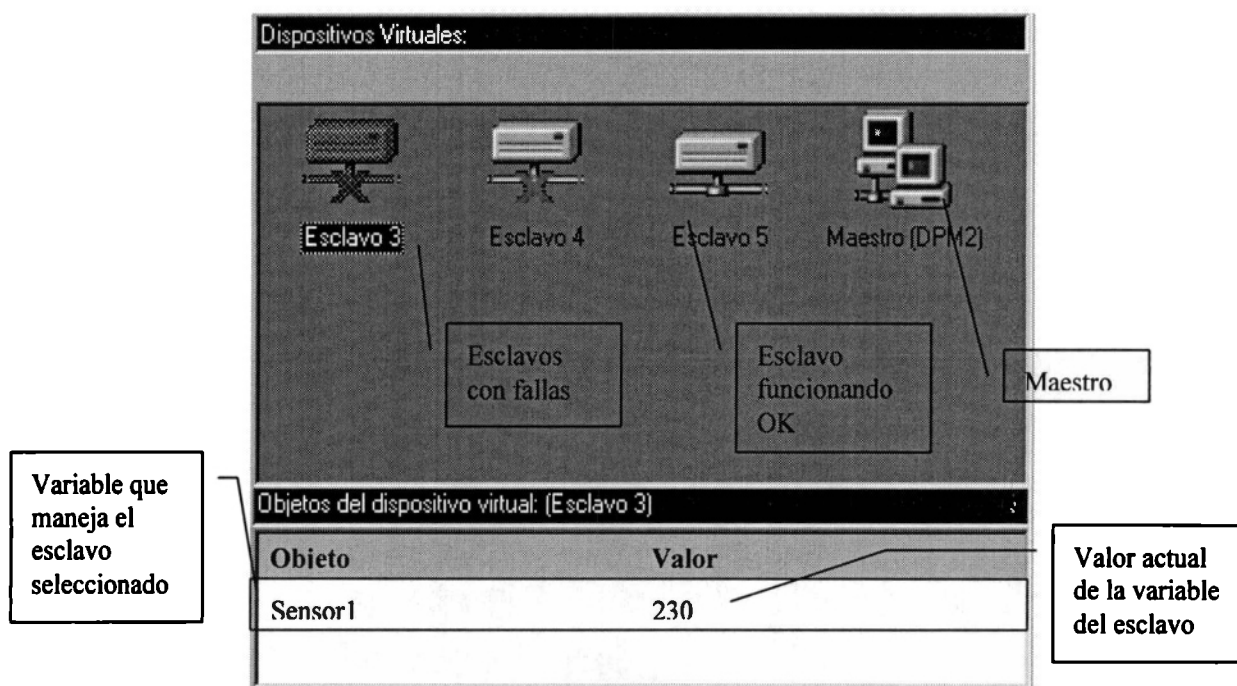 Dispositivos Virtuales:
Esclavo 3
Esclavo 4
Esclavo 5
Maestro (DPM2)
Esclavos
con fallas
Esclavo
funcionando
OK
Maestro
Variable que
maneja el
esclavo
seleccionado
Objetos del dispositivo virtual: (Esclavo 3)
Objeto Valor
Sensor1 230
Valor actual
de la variable
del esclavo